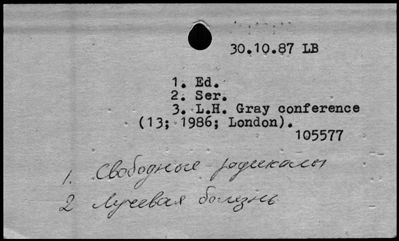 30.10.87 LB
1. Ed.
2. Ser.
3. L.H. Gray conference
(13; 1986; London).
105577
1. Свободные радикалы
2 Лучевая болезнь